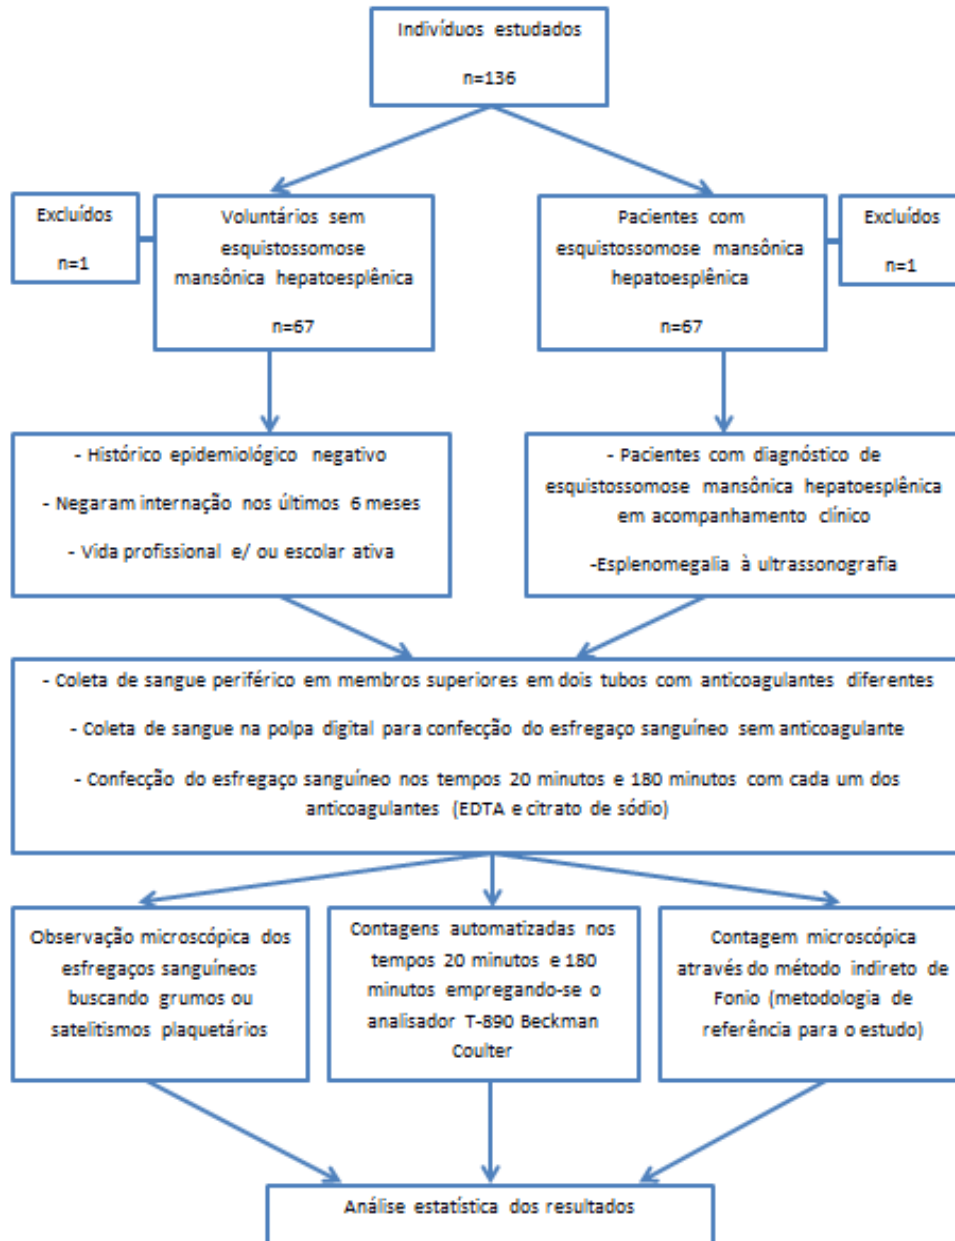 Indivíduos estudados
n=136
Excluídos
n=1
Voluntários sem
esquistossomose
mansônica hepatoesplênica
n=67
Pacientes com
esquistossomose mansônica
hepatoesplênica
n=67
Excluídos
n=1
- Histórico epidemiológico negativo
- Negaram internação nos últimos 6 meses
- Vida profissional e/ ou escolar ativa
- Pacientes com diagnóstico de
esquistossomose mansônica hepatoesplênica
em acompanhamento clínico
-Esplenomegalia à ultrassonografia
- Coleta de sangue periférico em membros superiores em dois tubos com anticoagulantes diferentes
- Coleta de sangue na polpa digital para confecção do esfregaço sanguíneo sem anticoagulante
- Confecção do esfregaço sanguíneo nos tempos 20 minutos e 180 minutos com cada um dos
anticoagulantes (EDTA e citrato de sódio)
Observação microscópica dos
esfregaços sanguíneos
buscando grumos ou
satelitismos plaquetários
Contagens automatizadas nos
tempos 20 minutos e 180
minutos empregando-se o
analisador T-890 Beckman
Coulter
Contagem microscópica
através do método indireto de
Fonio (metodologia de
referência para o estudo)
Análise estatística dos resultados